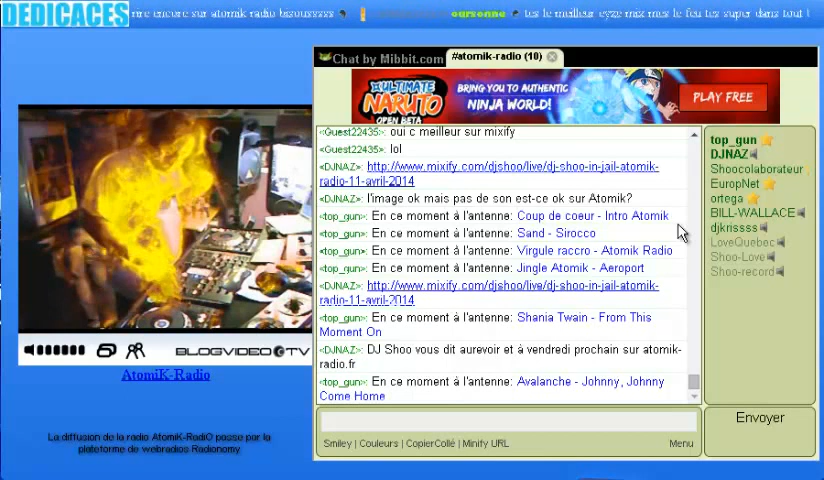 DEDICACES
encore sur atomik radio bizousssss
oursonne
tes le meilleur eyze mix mes le feu tes super dans tout
Chat by Mibbit.com
#atomik-radio (10)
ULTIMATE
NARUTO
OPEN BETA
BRING YOU TO AUTHENTIC
NINJA WORLD!
PLAY FREE
<Guest22435>: oui c meilleur sur mixify
<Guest22435>: lol
<DJNAZ>: http://www.mixify.com/djshoo/live/dj-shoo-in-jail-atomik-
radio-11-avril-2014
<DJNAZ>: l'image ok mais pas de son est-ce ok sur Atomik?
<top_gun>: En ce moment à l'antenne: Coup de coeur - Intro Atomik
<top_gun>: En ce moment à l'antenne: Sand - Sirocco
<top_gun>: En ce moment à l'antenne: Virgule raccro - Atomik Radio
<top_gun>: En ce moment à l'antenne: Jingle Atomik - Aeroport
<DJNAZ>: http://www.mixify.com/djshoo/live/dj-shoo-in-jail-atomik-
radio-11-avril-2014
<top_gun>: En ce moment à l'antenne: Shania Twain - From This
Moment On
<DJNAZ>: DJ Shoo vous dit aurevoir et à vendredi prochain sur atomik-
radio.fr
<top_gun>: En ce moment à l'antenne: Avalanche - Johnny, Johnny
Come Home
top_gun
DJNAZ
Shoocolaborateur
EuropNet
ortega
BILL-WALLACE
djkrissss
LoveQuebec
Shoo-Love
Shoo-record
Smiley | Couleurs | CopierCollé | Minify URL
Menu
Envoyer
BLOGVIDEO TV
AtomiK-Radio
La diffusion de la radio AtomiK-RadiO passe par la
plateforme de webradios Radionomy